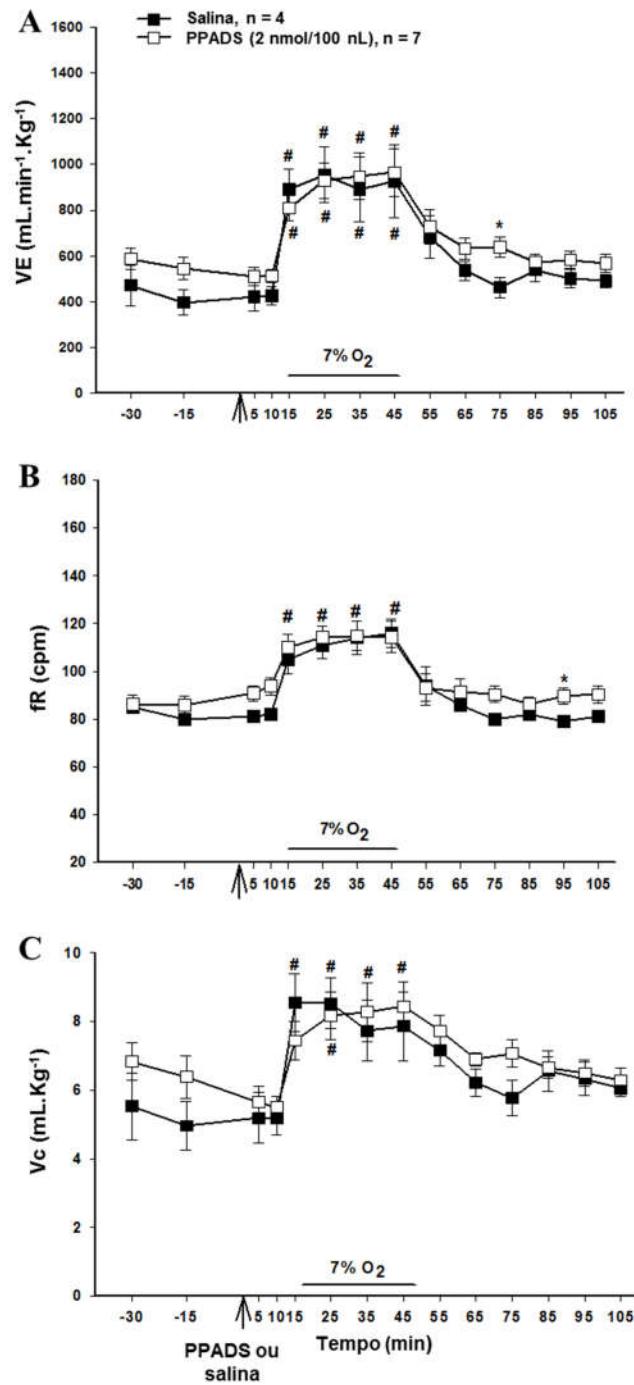 A
Salina, n = 4
PPADS (2 nmol/100 nL), n = 7
VE (mL.min⁻¹.Kg⁻¹)
1600
1400
1200
1000
800
600
400
200
0
# # # #
# # # #
*
7% O₂
-30 -15 5 10 15 25 35 45 55 65 75 85 95 105
B
fR (cpm)
180
160
140
120
100
80
60
40
20
# # # #
*
7% O₂
-30 -15 5 10 15 25 35 45 55 65 75 85 95 105
C
Vc (mL.Kg⁻¹)
10
8
6
4
2
0
# # # #
#
7% O₂
-30 -15 5 10 15 25 35 45 55 65 75 85 95 105
PPADS ou
salina
Tempo (min)